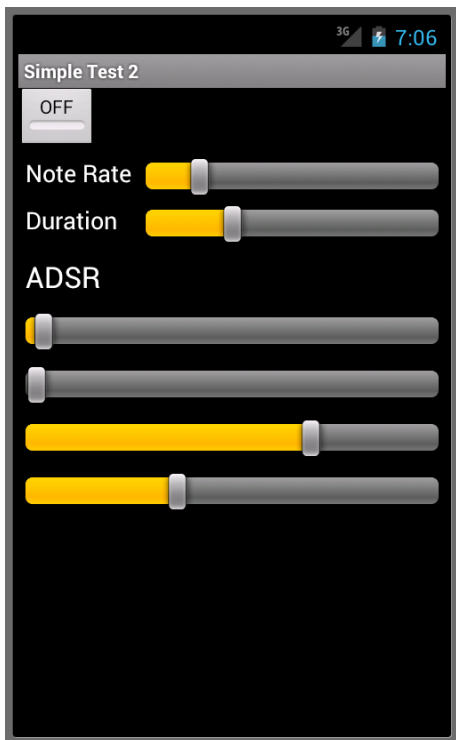 3G 7:06
Simple Test 2
OFF
Note Rate
Duration
ADSR